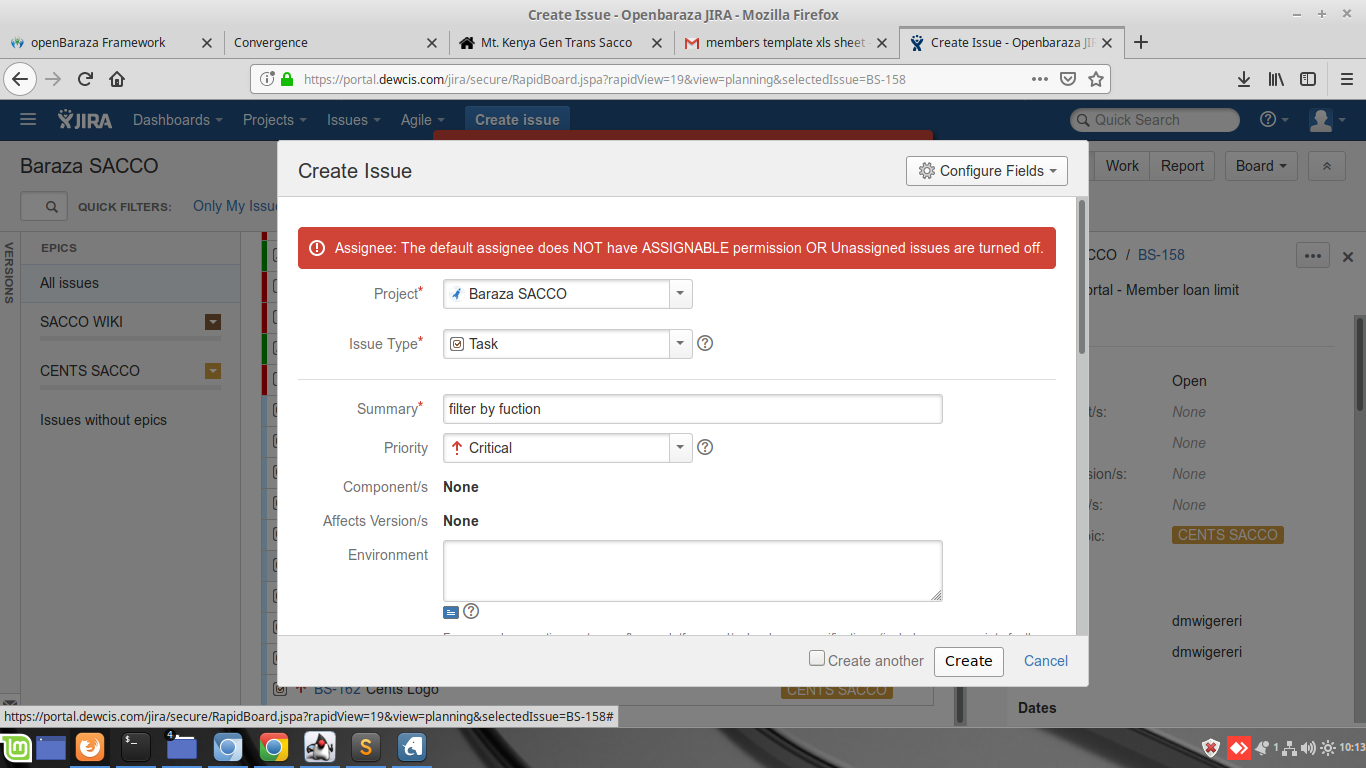 Create Issue - Openbaraza JIRA - Mozilla Firefox
openBaraza Framework
Convergence
Mt. Kenya Gen Trans Sacco
members template xls sheet
Create Issue - Openbaraza JI
https://portal.dewcis.com/jira/secure/RapidBoard.jspa?rapidView=19&view=planning&selectedIssue=BS-158
JIRA Dashboards Projects Issues Agile Create issue Quick Search
Baraza SACCO
Create Issue
Configure Fields
Work Report Board
QUICK FILTERS: Only My Issu
VERSIONS
EPICS
All issues
SACCO WIKI
CENTS SACCO
Issues without epics
Assignee: The default assignee does NOT have ASSIGNABLE permission OR Unassigned issues are turned off.
Project* Baraza SACCO
Issue Type* Task
Summary* filter by fuction
Priority Critical
Component/s None
Affects Version/s None
Environment
Create another Create Cancel
CCO / BS-158
ortal - Member loan limit
Open
t/s: None
None
sion/s: None
/s: None
pic: CENTS SACCO
dmwigereri
dmwigereri
Dates
BS-162 Cents Logo CENTS SACCO
https://portal.dewcis.com/jira/secure/RapidBoard.jspa?rapidView=19&view=planning&selectedIssue=BS-158#
4
1
10:13